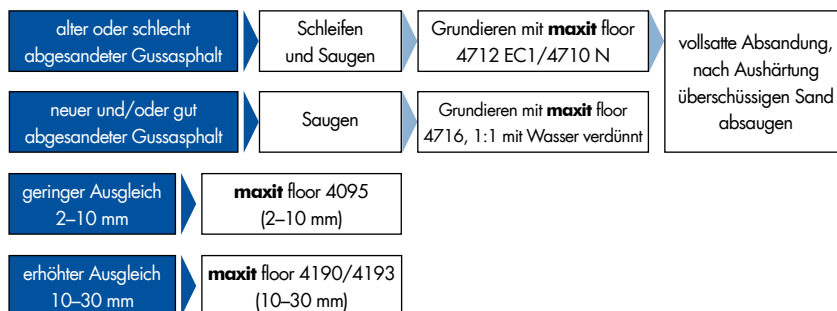 alter oder schlecht
abgesandeter Gussasphalt
Schleifen
und Saugen
Grundieren mit maxit floor
4712 EC1/4710 N
vollsatte Absandung,
nach Aushärtung
überschüssigen Sand
absaugen
neuer und/oder gut
abgesandeter Gussasphalt
Saugen
Grundieren mit maxit floor
4716, 1:1 mit Wasser verdünnt
geringer Ausgleich
2–10 mm
maxit floor 4095
(2–10 mm)
erhöhter Ausgleich
10–30 mm
maxit floor 4190/4193
(10–30 mm)